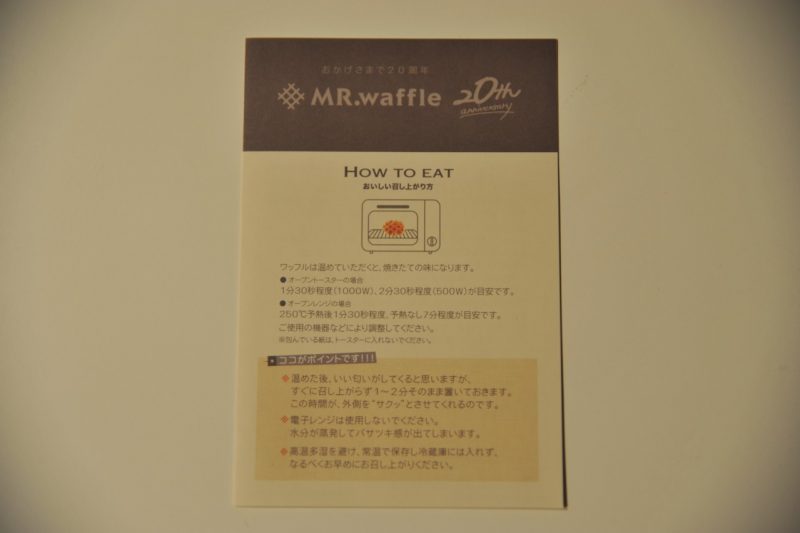 おかげさまで20周年
MR.waffle 20th anniversary
HOW TO EAT
おいしい召し上がり方
ワッフルは温めていただくと、焼きたての味になります。
●オーブントースターの場合
1分30秒程度(1000W)、2分30秒程度(500W)が目安です。
●オーブンレンジの場合
250℃予熱後1分30秒程度、予熱なし7分程度が目安です。
ご使用の機器などにより調整してください。
※包んでいる紙は、トースターに入れないでください。
ココがポイントです!!!
温めた後、いい匂いがしてくると思いますが、
すぐに召し上がらず1~2分そのまま置いておきます。
この時間が、外側を"サクッ"とさせてくれるのです。
電子レンジは使用しないでください。
水分が蒸発してパサツキ感が出てしまいます。
高温多湿を避け、常温で保存し冷蔵庫には入れず、
なるべくお早めにお召し上がりください。